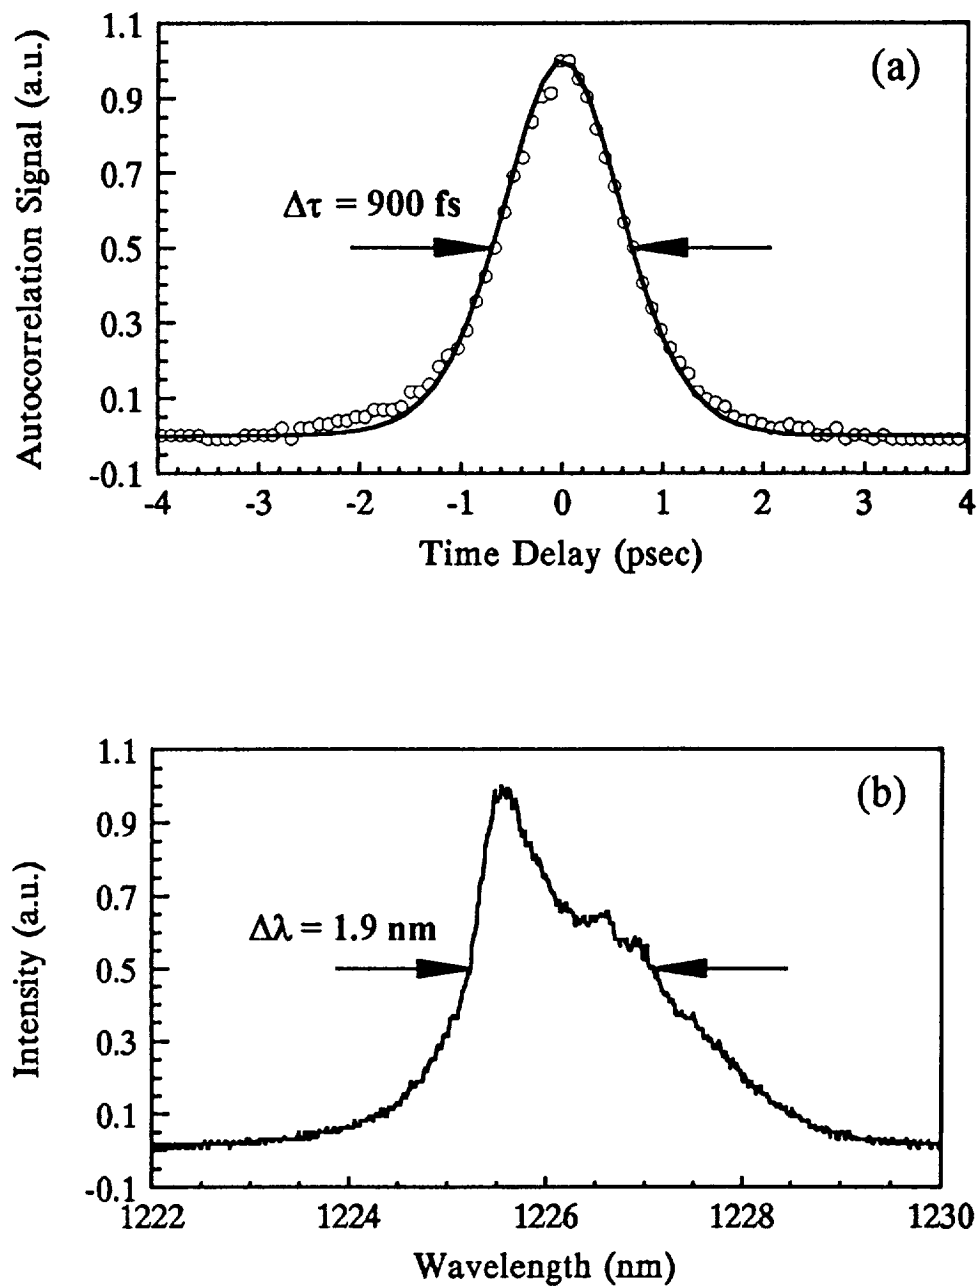 1.1
(a)
0.9
0.7
Δτ = 900 fs
0.5
0.3
0.1
-0.1
-4 -3 -2 -1 0 1 2 3 4
Autocorrelation Signal (a.u.)
Time Delay (psec)
1.1
(b)
0.9
0.7
Δλ = 1.9 nm
0.5
0.3
0.1
-0.1
1222 1224 1226 1228 1230
Intensity (a.u.)
Wavelength (nm)